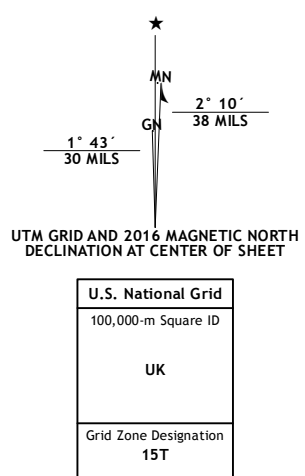 ★
MN
GN
2° 10´
38 MILS
1° 43´
30 MILS
UTM GRID AND 2016 MAGNETIC NORTH
DECLINATION AT CENTER OF SHEET
U.S. National Grid
100,000-m Square ID
UK
Grid Zone Designation
15T